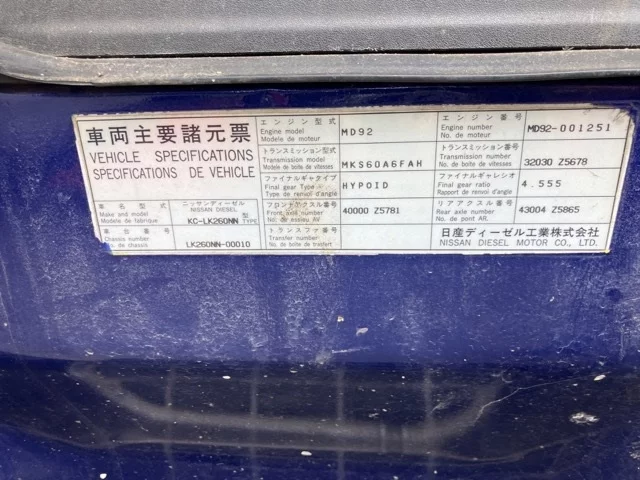 車両主要諸元票
VEHICLE SPECIFICATIONS
SPECIFICATIONS DE VEHICLE
車名型式
Make and model
Modele de fabrique
ニッサンディーゼル
NISSAN DIESEL
KC-LK260NN 型 TYPE
車台番号
Chassis number
No. de chassis
LK260NN-00010
エンジン型式
Engine model
Modele de moteur
MD92
エンジン番号
Engine number
No. de moteur
MD92-001251
トランスミッション型式
Transmission model
Modele de boite de vitesses
MKS60A6FAH
トランスミッション番号
Transmission number
No. de boite de vitesses
32030 Z5678
ファイナルギヤタイプ
Final gear Type
Type de renvoi d'angle
HYPOID
ファイナルギャレシオ
Final gear ratio
Rapport de renvoi d'angle
4.555
フロントアクスル番号
Front axle number
No. de essieu AV
40000 Z5781
リアアクスル番号
Rear axle number
No. de pont AR.
43004 Z5865
トランスファ番号
Transfer number
No. de boite de transfert
日産ディーゼル工業株式会社
NISSAN DIESEL MOTOR CO., LTD.